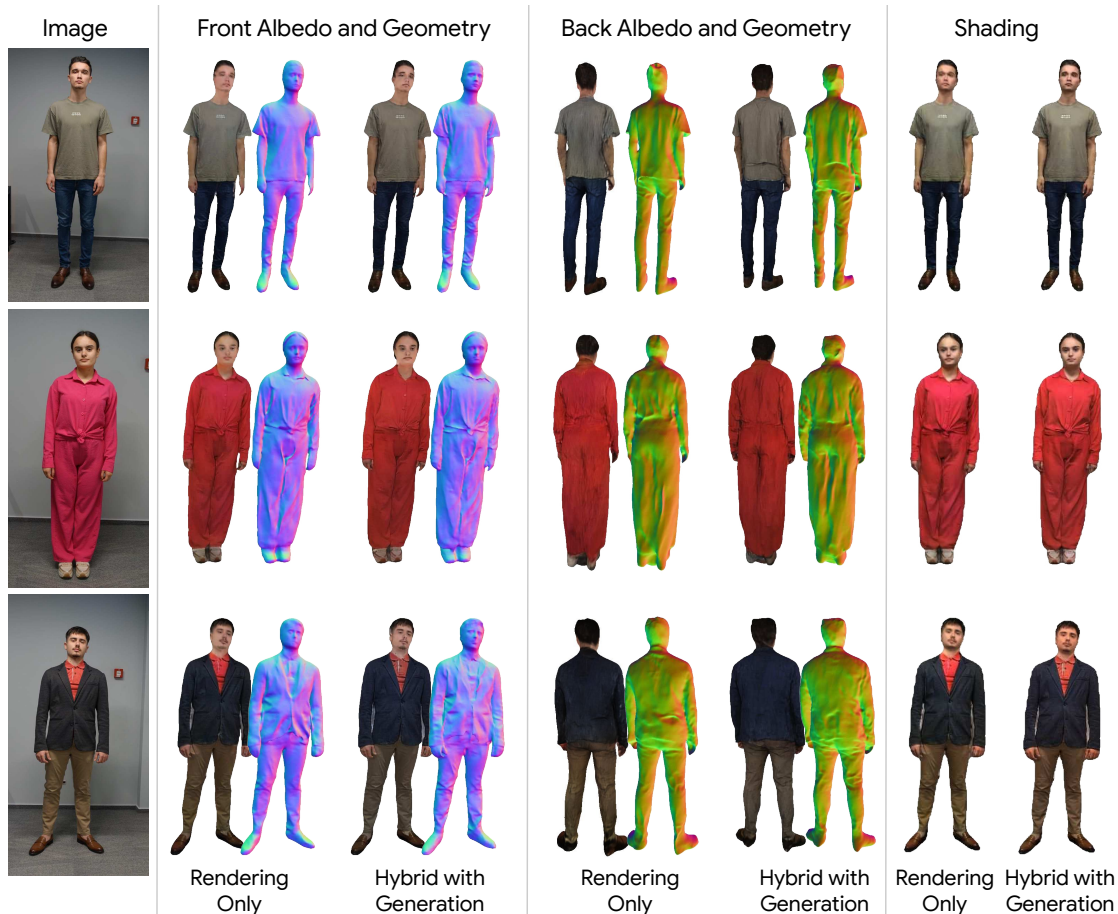 Image
Front Albedo and Geometry
Back Albedo and Geometry
Shading
Rendering
Only
Hybrid with
Generation
Rendering
Only
Hybrid with
Generation
Rendering
Only
Hybrid with
Generation